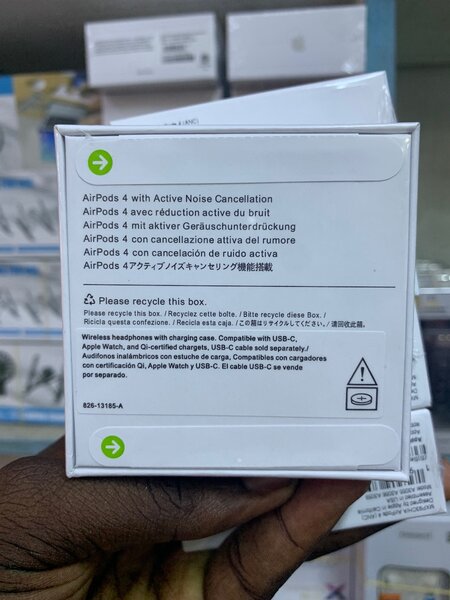 AirPods 4 with Active Noise Cancellation
AirPods 4 avec réduction active du bruit
AirPods 4 mit aktiver Geräuschunterdrückung
AirPods 4 con cancellazione attiva del rumore
AirPods 4 con cancelación de ruido activa
AirPods 4アクティブノイズキャンセリング機能搭載
Please recycle this box.
Please recycle this box. / Recyclez cette boîte. / Bitte recycle diese Box. /
Ricicla questa confezione. / Recicla esta caja. / この箱はリサイクルしてください。/ 请回收此箱。
Wireless headphones with charging case. Compatible with USB-C,
Apple Watch, and Qi-certified chargets, USB-C cable sold separately./
Audífonos inalámbricos con estuche de carga, Compatibles con cargadores
con certificación Qi, Apple Watch y USB-C. El cable USB-C se vende
por separado.
826-13165-A